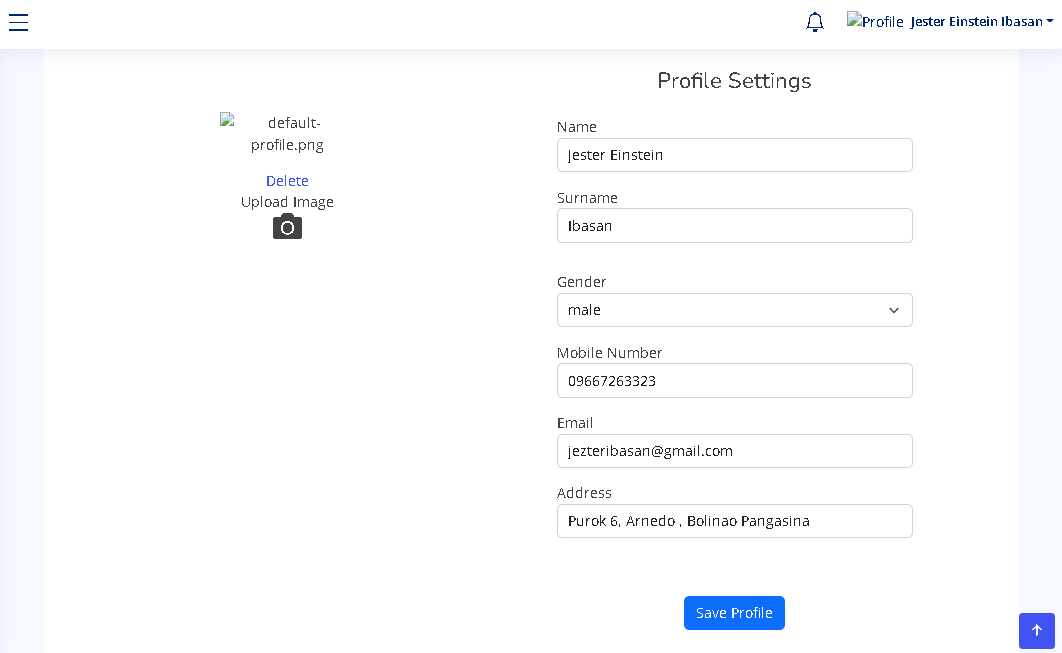 Profile Jester Einstein Ibasan
Profile Settings
default-
profile.png
Delete
Upload Image
Name
Jester Einstein
Surname
Ibasan
Gender
male
Mobile Number
09667263323
Email
jezteribasan@gmail.com
Address
Purok 6, Arnedo , Bolinao Pangasina
Save Profile